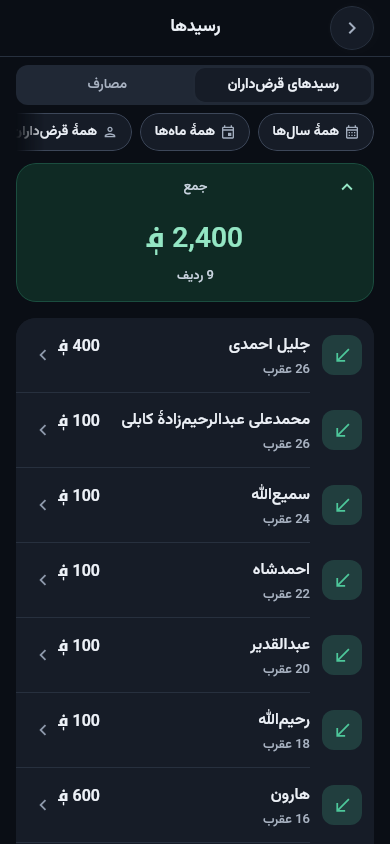 رسیدها
رسیدهای قرض‌داران
مصارف
همهٔ سال‌ها
همهٔ ماه‌ها
همهٔ قرض‌داران
جمع
2,400 ؋
9 ردیف
جلیل احمدی
400 ؋
26 عقرب
محمدعلی عبدالرحیم‌زادهٔ کابلی
100 ؋
26 عقرب
سمیع‌الله
100 ؋
24 عقرب
احمدشاه
100 ؋
22 عقرب
عبدالقدیر
100 ؋
20 عقرب
رحیم‌الله
100 ؋
18 عقرب
هارون
600 ؋
16 عقرب